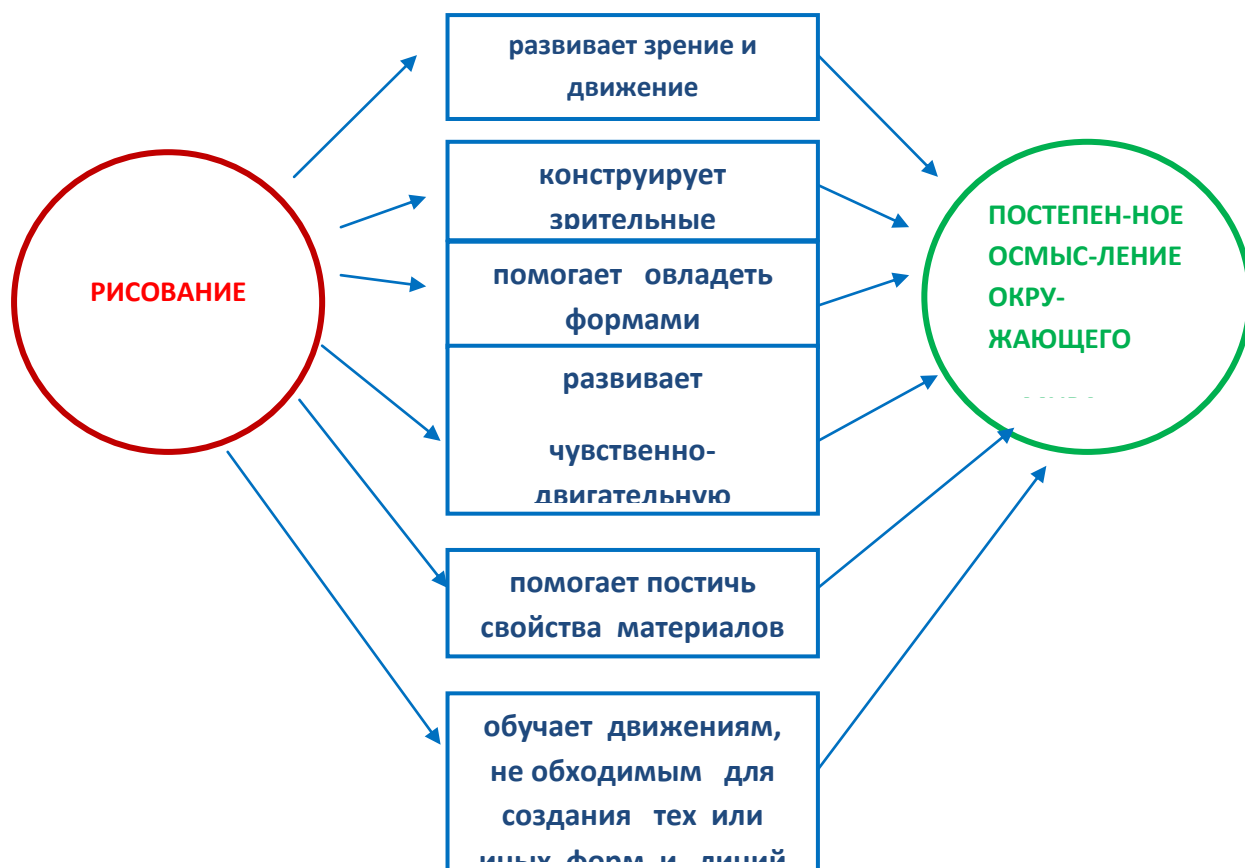 РИСОВАНИЕ
развивает зрение и
движение
конструирует
зрительные
помогает овладеть
формами
развивает
чувственно-
двигательную
помогает постичь
свойства материалов
обучает движениям,
не обходимым для
создания тех или
иных форм и линий
ПОСТЕПЕН-НОЕ
ОСМЫС-ЛЕНИЕ
ОКРУ-
ЖАЮЩЕГО